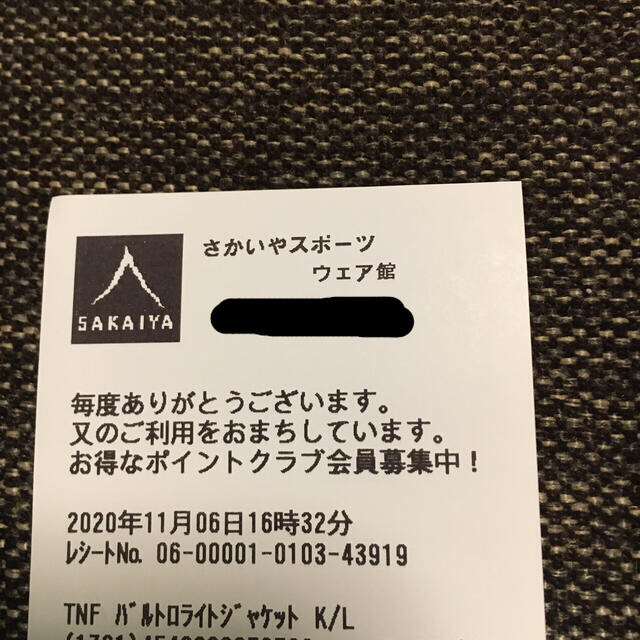 さかいやスポーツ
ウェア館
SAKAIYA
毎度ありがとうございます。
又のご利用をおまちしています。
お得なポイントクラブ会員募集中!
2020年11月06日16時32分
ﾚｼｰﾄNo. 06-00001-0103-43919
TNF ﾊﾞﾙﾄﾛﾗｲﾄｼﾞｬｹｯﾄ K/L